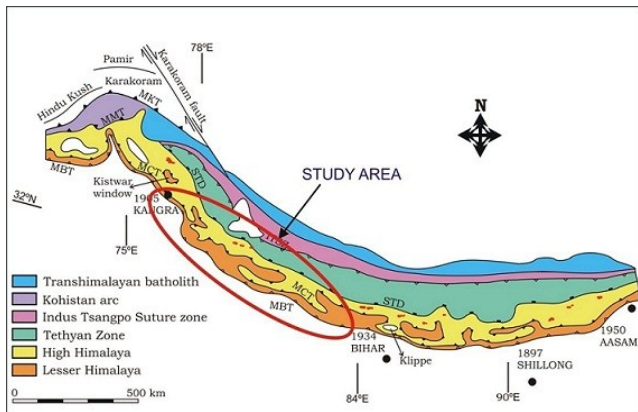 78°E
Pamir
Hindu Kush
Karakoram
Karakoram fault
MKT
MMT
MBT
N
STUDY AREA
MCT
STD
Kistwar
window
32°N
1905
KANGRA
75°E
MCT
MBT
STD
Transhimalayan batholith
Kohistan arc
Indus Tsangpo Suture zone
Tethyan Zone
High Himalaya
Lesser Himalaya
0
500 km
1934
BIHAR
Klippe
84°E
1897
SHILLONG
90°E
1950
AASAM